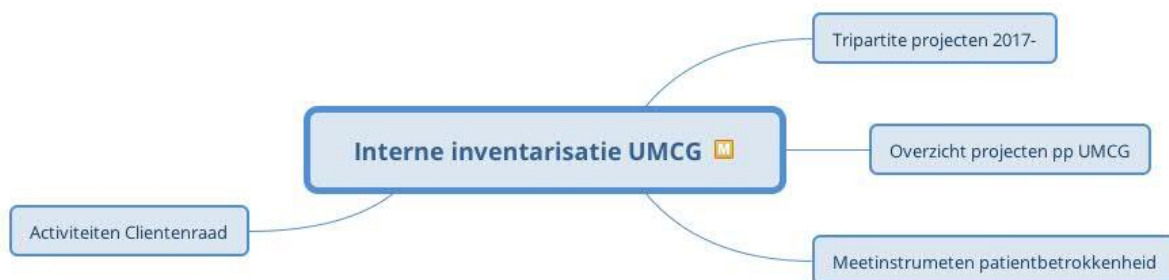 Tripartite projecten 2017-
Interne inventarisatie UMCG M
Overzicht projecten pp UMCG
Activiteiten Clientenraad
Meetinstrumeten patientbetrokkenheid